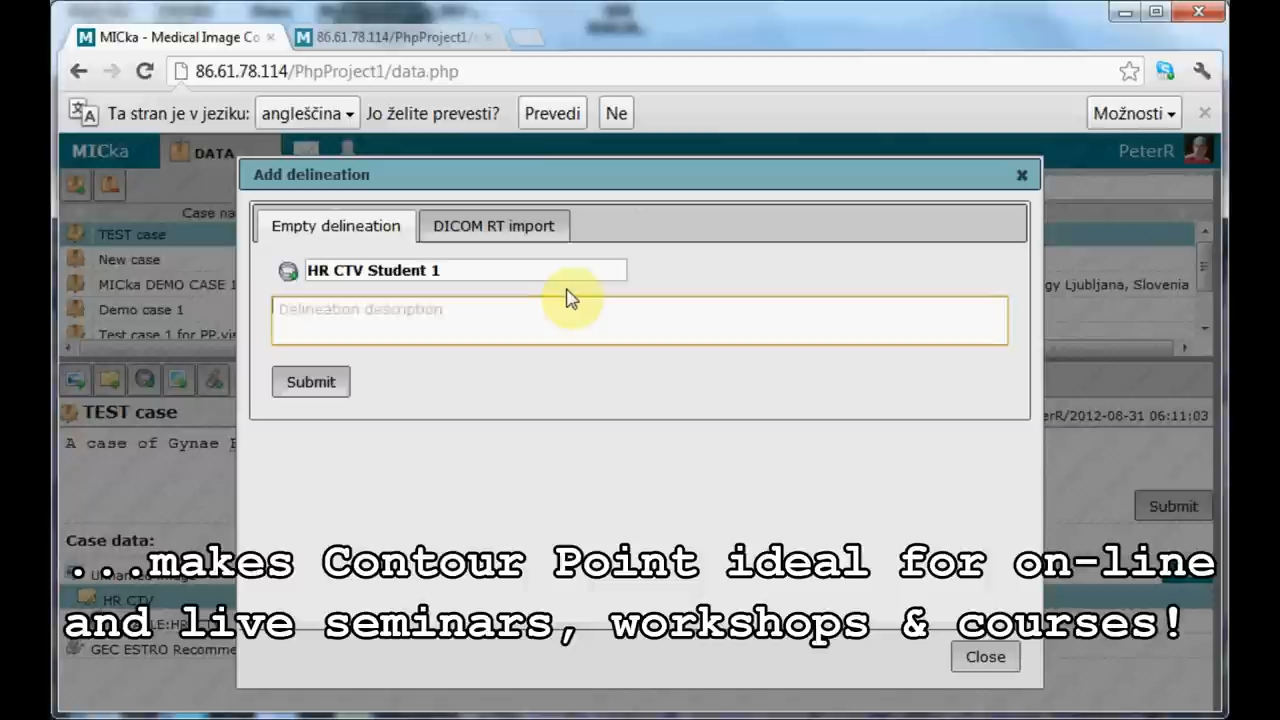 MICka - Medical Image Co
86.61.78.114/PhpProject1/
86.61.78.114/PhpProject1/data.php
Ta stran je v jeziku: angleščina Jo želite prevesti? Prevedi Ne Možnosti
MICka DATA PeterR
Add delineation
Case na
Empty delineation DICOM RT import
TEST case
New case
HR CTV Student 1
MICka DEMO CASE 1 gy Ljubljana, Slovenia
Demo case 1
Delineation description
Test case 1 for PP.vi
Submit
TEST case erR/2012-08-31 06:11:03
A case of Gynae
Submit
Case data:
...makes Contour Point ideal for on-line
HR CTV
and live seminars, workshops & courses!
GEC ESTRO Recomme
Close